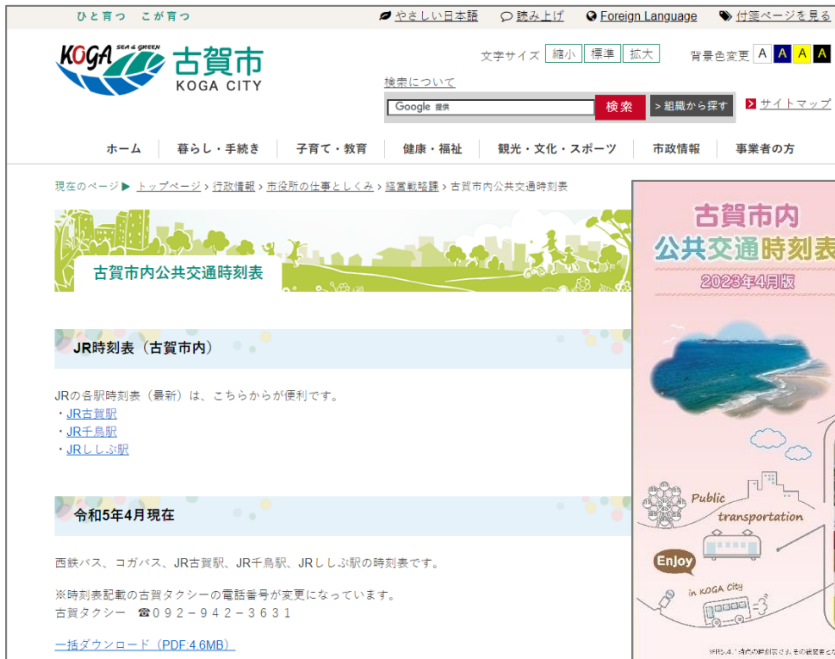 ひと育つ こが育つ
やさしい日本語 読み上げ Foreign Language 付箋ページを見る
KOGA SEA & GREEN
古賀市
KOGA CITY
文字サイズ 縮小 標準 拡大 背景色変更 A A A A
検索について
Google 提供 検索 >組織から探す サイトマップ
ホーム 暮らし・手続き 子育て・教育 健康・福祉 観光・文化・スポーツ 市政情報 事業者の方
現在のページ▶ トップページ › 行政情報 › 市役所の仕事としくみ › 経営戦略課 › 古賀市内公共交通時刻表
古賀市内公共交通時刻表
JR時刻表（古賀市内）
JRの各駅時刻表（最新）は、こちらからが便利です。
・JR古賀駅
・JR千鳥駅
・JRししぶ駅
令和5年4月現在
西鉄バス、コガバス、JR古賀駅、JR千鳥駅、JRししぶ駅の時刻表です。
※時刻表記載の古賀タクシーの電話番号が変更になっています。
古賀タクシー ☎092－942－3631
一括ダウンロード（PDF:4.6MB）
古賀市内
公共交通時刻表
2023年4月版
Public
transportation
Enjoy
in KOGA City